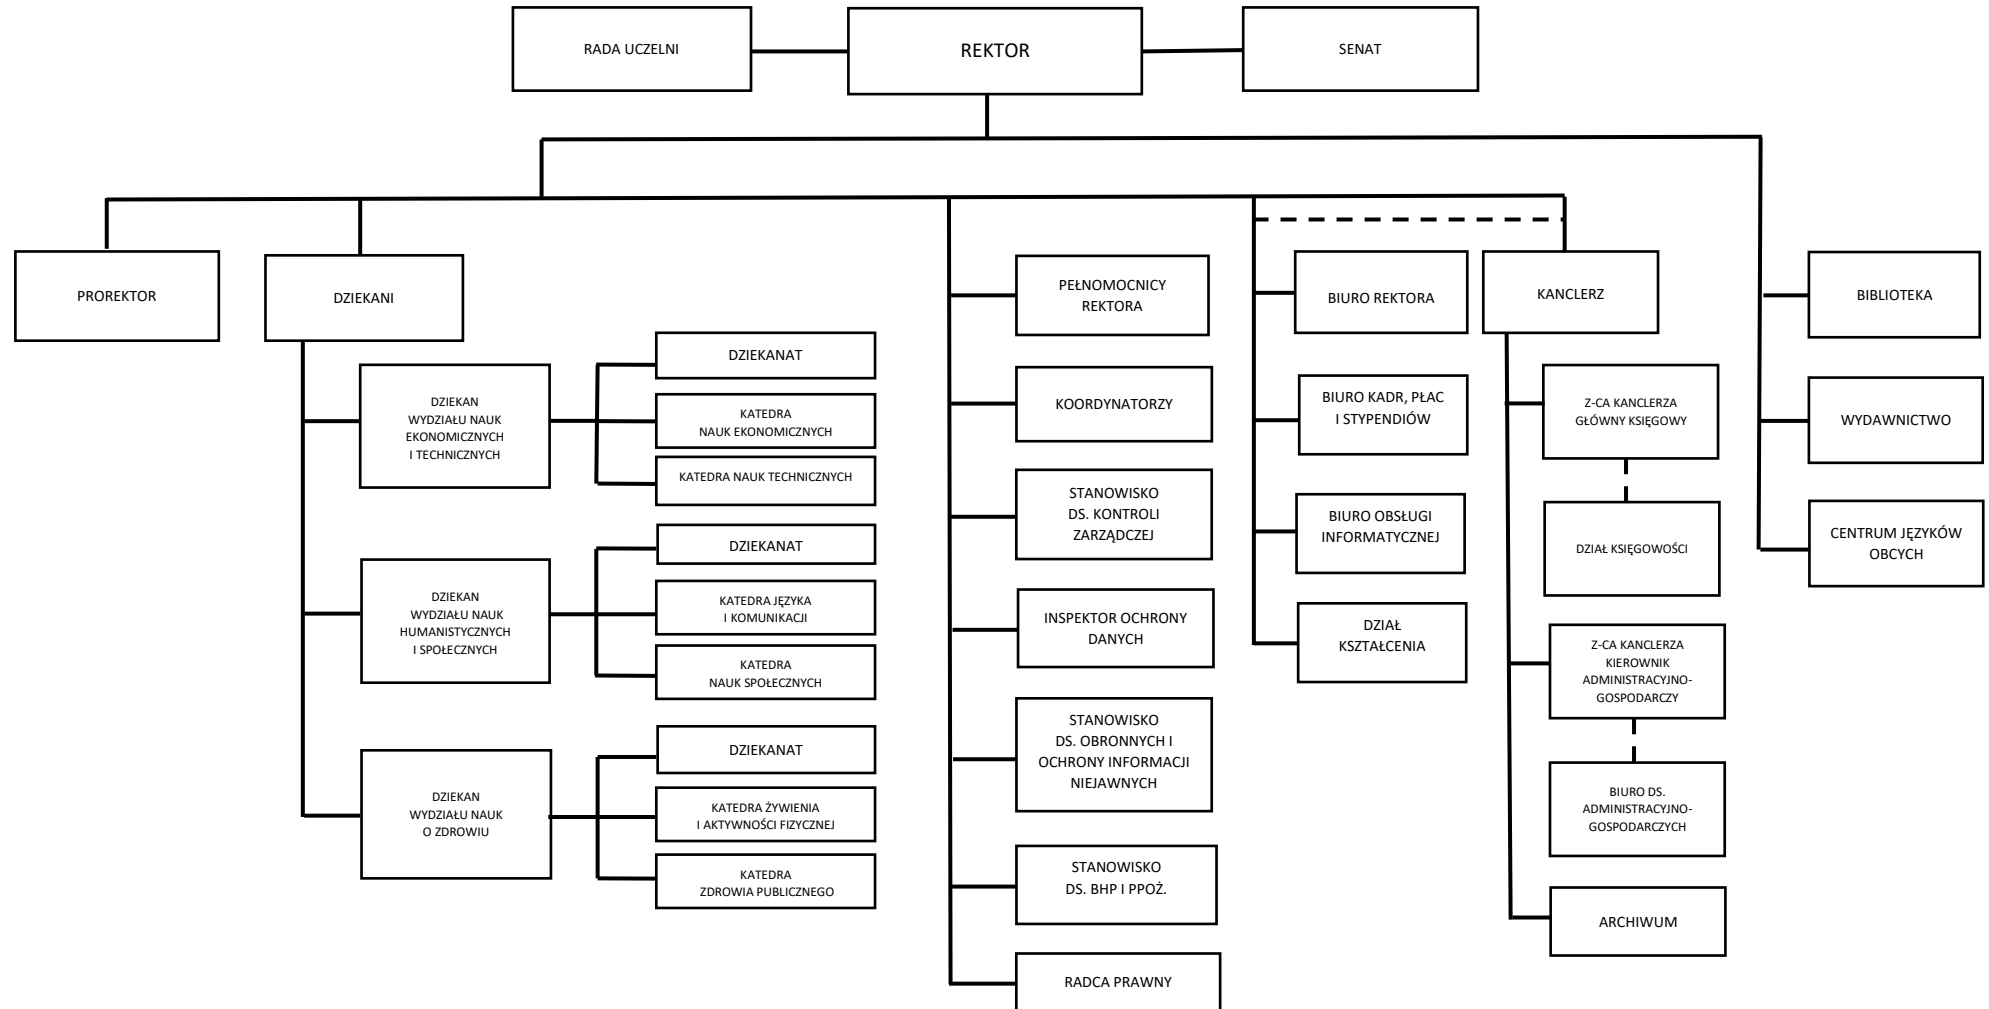 RADA UCZELNI
REKTOR
SENAT
PROREKTOR
DZIEKANI
DZIEKAN
WYDZIAŁU NAUK
EKONOMICZNYCH
I TECHNICZNYCH
DZIEKANAT
KATEDRA
NAUK EKONOMICZNYCH
KATEDRA NAUK TECHNICZNYCH
DZIEKAN
WYDZIAŁU NAUK
HUMANISTYCZNYCH
I SPOŁECZNYCH
DZIEKANAT
KATEDRA JĘZYKA
I KOMUNIKACJI
KATEDRA
NAUK SPOŁECZNYCH
DZIEKAN
WYDZIAŁU NAUK
O ZDROWIU
DZIEKANAT
KATEDRA ŻYWIENIA
I AKTYWNOŚCI FIZYCZNEJ
KATEDRA
ZDROWIA PUBLICZNEGO
PEŁNOMOCNICY
REKTORA
KOORDYNATORZY
STANOWISKO
DS. KONTROLI
ZARZĄDCZEJ
INSPEKTOR OCHRONY
DANYCH
STANOWISKO
DS. OBRONNYCH I
OCHRONY INFORMACJI
NIEJAWNYCH
STANOWISKO
DS. BHP I PPOŻ.
RADCA PRAWNY
BIURO REKTORA
BIURO KADR, PŁAC
I STYPENDIÓW
BIURO OBSŁUGI
INFORMATYCZNEJ
DZIAŁ
KSZTAŁCENIA
KANCLERZ
Z-CA KANCLERZA
GŁÓWNY KSIĘGOWY
DZIAŁ KSIĘGOWOŚCI
Z-CA KANCLERZA
KIEROWNIK
ADMINISTRACYJNO-
GOSPODARCZY
BIURO DS.
ADMINISTRACYJNO-
GOSPODARCZYCH
ARCHIWUM
BIBLIOTEKA
WYDAWNICTWO
CENTRUM JĘZYKÓW
OBCYCH